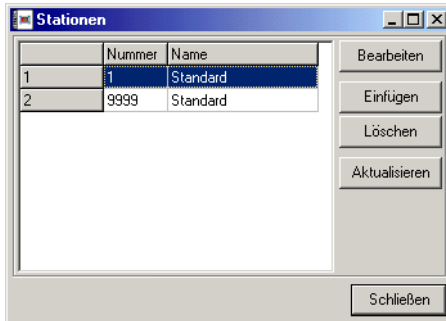 Stationen
Nummer Name
1 1 Standard
2 9999 Standard
Bearbeiten
Einfügen
Löschen
Aktualisieren
Schließen